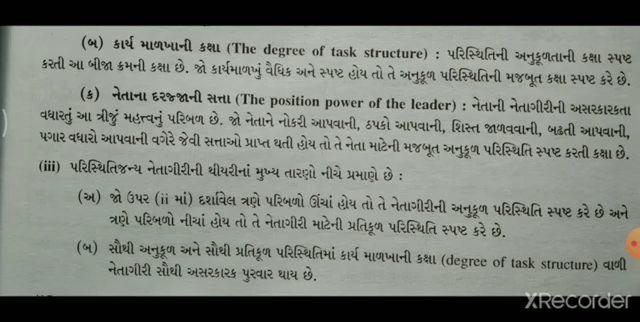 (બ) કાર્ય માળખાની કક્ષા (The degree of task structure) : પરિસ્થિતિની અનુકૂળતાની કક્ષા સ્પષ્ટ
કરતી આ બીજા ક્રમની કક્ષા છે. જો કાર્યમાળખું વૈધિક અને સ્પષ્ટ હોય તો તે અનુકૂળ પરિસ્થિતિની મજબૂત કક્ષા સ્પષ્ટ કરે છે.
(ક) નેતાના દરજ્જાની સત્તા (The position power of the leader) : નેતાની નેતાગીરીની અસરકારકતા
વધારતું આ ત્રીજું મહત્ત્વનું પરિબળ છે. જો નેતાને નોકરી આપવાની, ઠપકો આપવાની, શિસ્ત જાળવવાની, બઢતી આપવાની,
પગાર વધારો આપવાની વગેરે જેવી સત્તાઓ પ્રાપ્ત થતી હોય તો તે નેતા માટેની મજબૂત અનુકૂળ પરિસ્થિતિ સ્પષ્ટ કરતી કક્ષા છે.
(iii) પરિસ્થિતિજન્ય નેતાગીરીની થીયરીનાં મુખ્ય તારણો નીચે પ્રમાણે છે :
(અ) જો ઉપર (ii માં) દર્શાવેલ ત્રણે પરિબળો ઊંચાં હોય તો તે નેતાગીરીની અનુકૂળ પરિસ્થિતિ સ્પષ્ટ કરે છે અને
ત્રણે પરિબળો નીચાં હોય તો તે નેતાગીરી માટેની પ્રતિકૂળ પરિસ્થિતિ સ્પષ્ટ કરે છે.
(બ) સૌથી અનુકૂળ અને સૌથી પ્રતિકૂળ પરિસ્થિતિમાં કાર્ય માળખાની કક્ષા (degree of task structure) વાળી
નેતાગીરી સૌથી અસરકારક પુરવાર થાય છે.
XRecorder